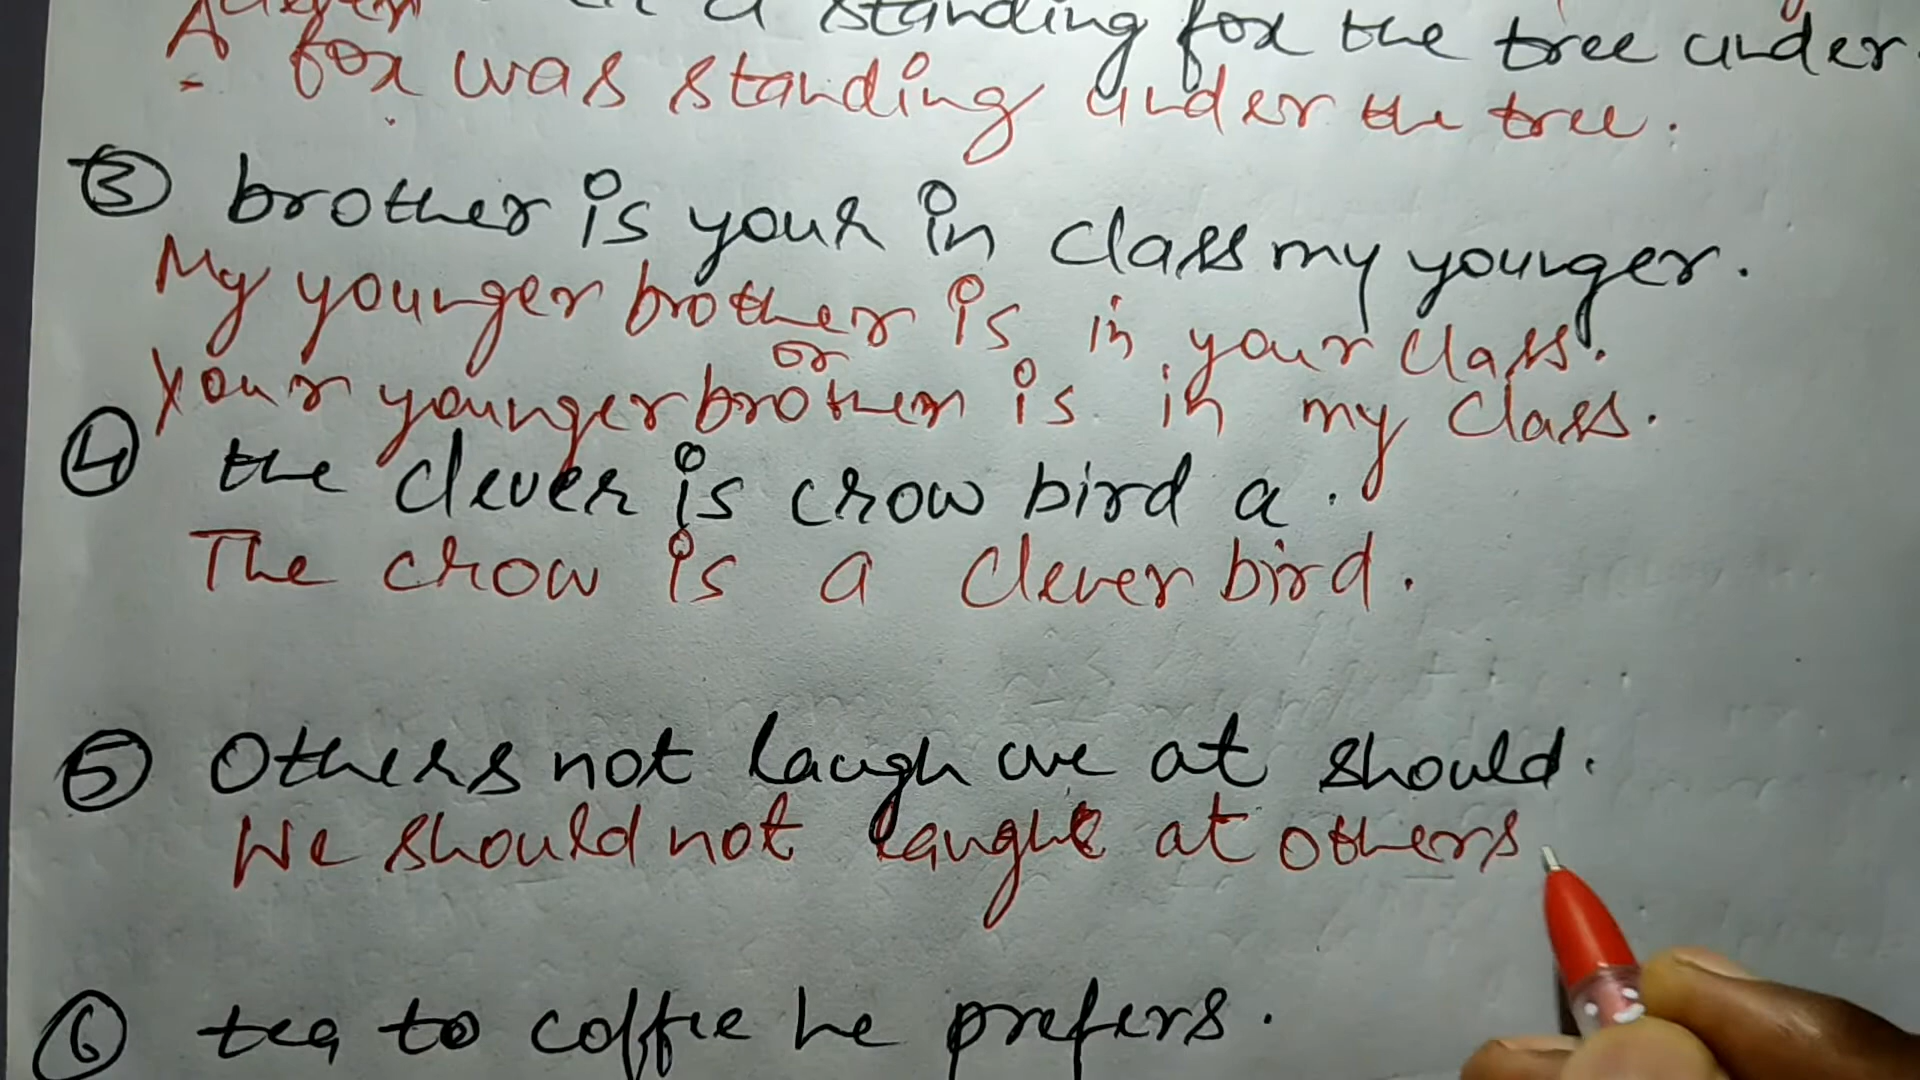 a standing fox the tree under
A fox was standing under the tree.
③ brother is your in class my younger.
My younger brother is in your class.
or
Your younger brother is in my class.
④ the clever is crow bird a.
The crow is a clever bird.
⑤ Others not laugh we at should.
We should not laugh at others
⑥ tea to coffee he prefers.